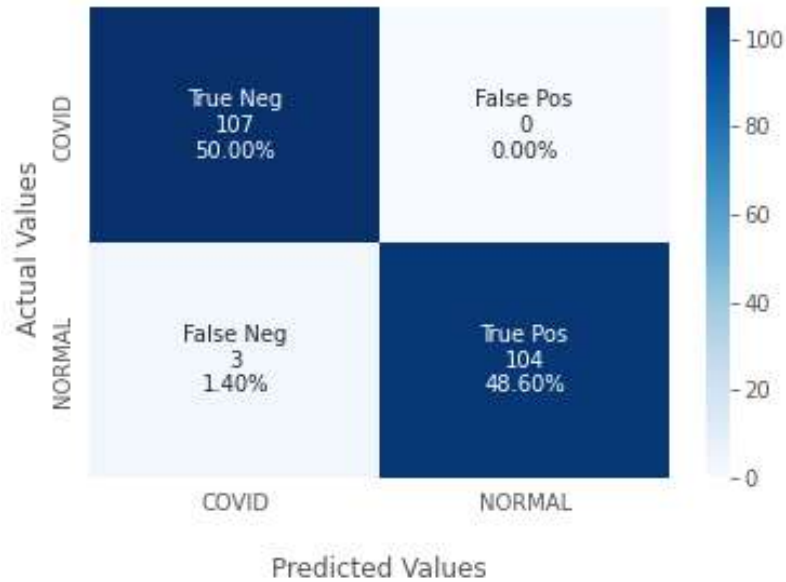 True Neg
107
50.00%
False Pos
0
0.00%
False Neg
3
1.40%
True Pos
104
48.60%
COVID
NORMAL
Actual Values
COVID
NORMAL
Predicted Values
100
80
60
40
20
0